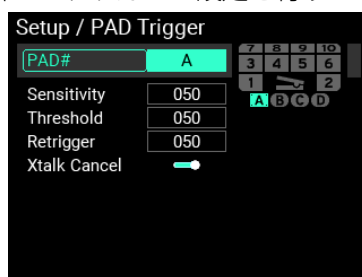 Setup / PAD Trigger
PAD# A
7 8 9 10
3 4 5 6
1 2
A B C D
Sensitivity 050
Threshold 050
Retrigger 050
Xtalk Cancel